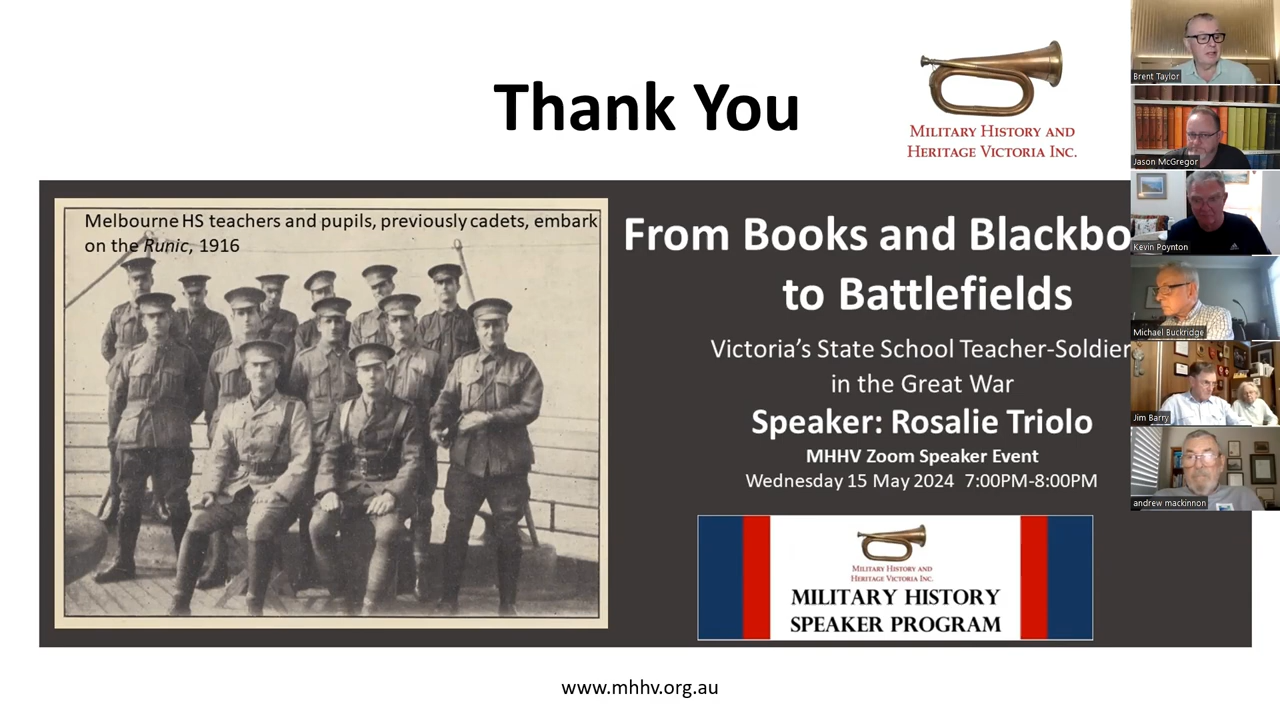 Thank You
MILITARY HISTORY AND
HERITAGE VICTORIA INC.
Melbourne HS teachers and pupils, previously cadets, embark
on the Runic, 1916
From Books and Blackbo
to Battlefields
Victoria's State School Teacher-Soldier
in the Great War
Speaker: Rosalie Triolo
MHHV Zoom Speaker Event
Wednesday 15 May 2024 7:00PM-8:00PM
MILITARY HISTORY AND
HERITAGE VICTORIA INC.
MILITARY HISTORY
SPEAKER PROGRAM
www.mhhv.org.au
Brent Taylor
Jason McGregor
Kevin Poynton
Michael Buckridge
Jim Barry
andrew mackinnon